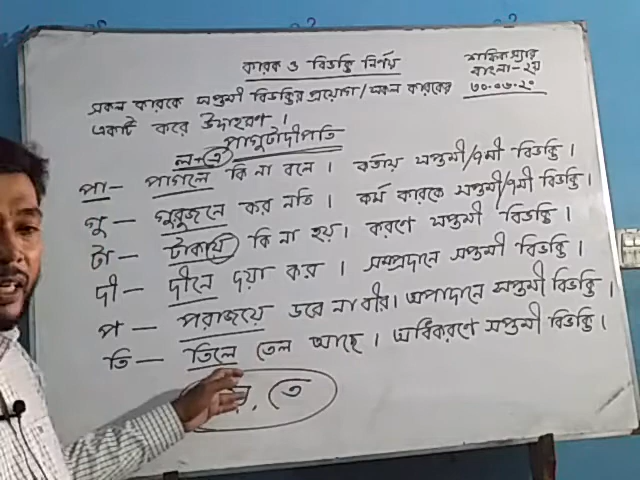 কারক ও বিভক্তি নির্ণয়
শাকিল স্যার
বাংলা - ২য়
সকল কারকে সপ্তমী বিভক্তির প্রয়োগ / সকল কারকের
একটি করে উদাহরণ।
পাগুটাদীপতি
ল+এ
পা — পাগলে কি না বলে। কর্তায় সপ্তমী/৭মী বিভক্তি।
গু — গুরুজনে কর নতি। কর্ম কারকে সপ্তমী/৭মী বিভক্তি।
টা — টাকায় কি না হয়। করণে সপ্তমী বিভক্তি।
দী — দীনে দয়া কর। সম্প্রদানে সপ্তমী বিভক্তি।
প — পরাজয়ে ডরে না বীর। অপাদানে সপ্তমী বিভক্তি।
তি — তিলে তেল আছে। অধিকরণে সপ্তমী বিভক্তি।
, তে